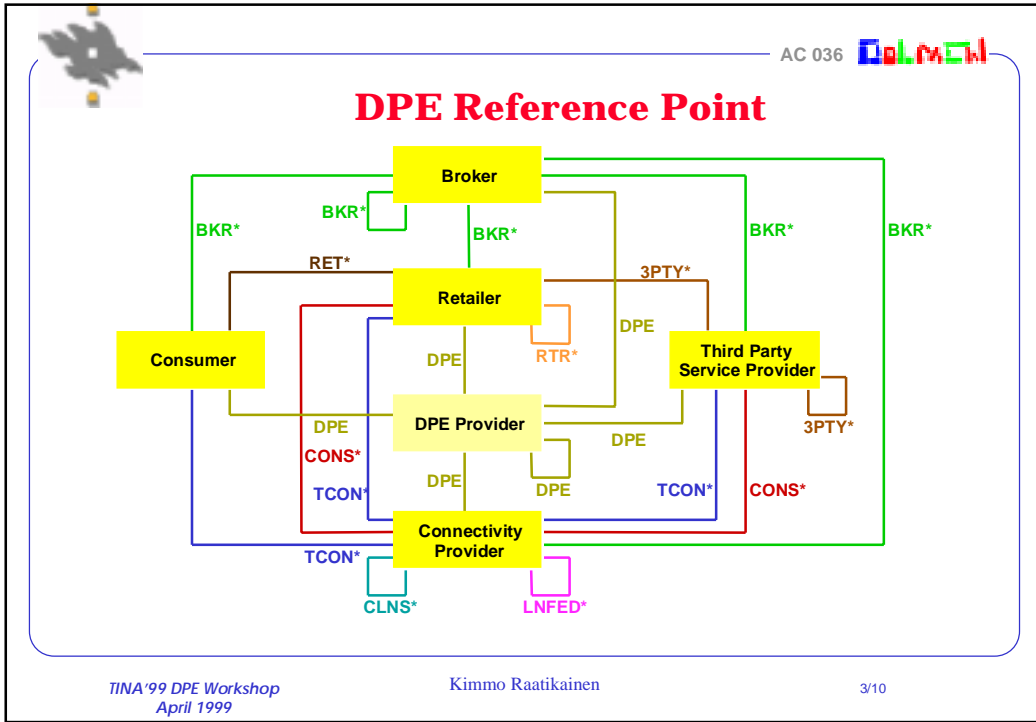 AC 036 DOLMEN
DPE Reference Point
Broker
BKR*
BKR*
BKR*
BKR*
BKR*
RET*
3PTY*
Retailer
DPE
RTR*
DPE
Consumer
Third Party
Service Provider
DPE
DPE Provider
DPE
3PTY*
CONS*
DPE
DPE
TCON*
TCON*
CONS*
Connectivity
Provider
TCON*
CLNS*
LNFED*
TINA'99 DPE Workshop
April 1999
Kimmo Raatikainen
3/10